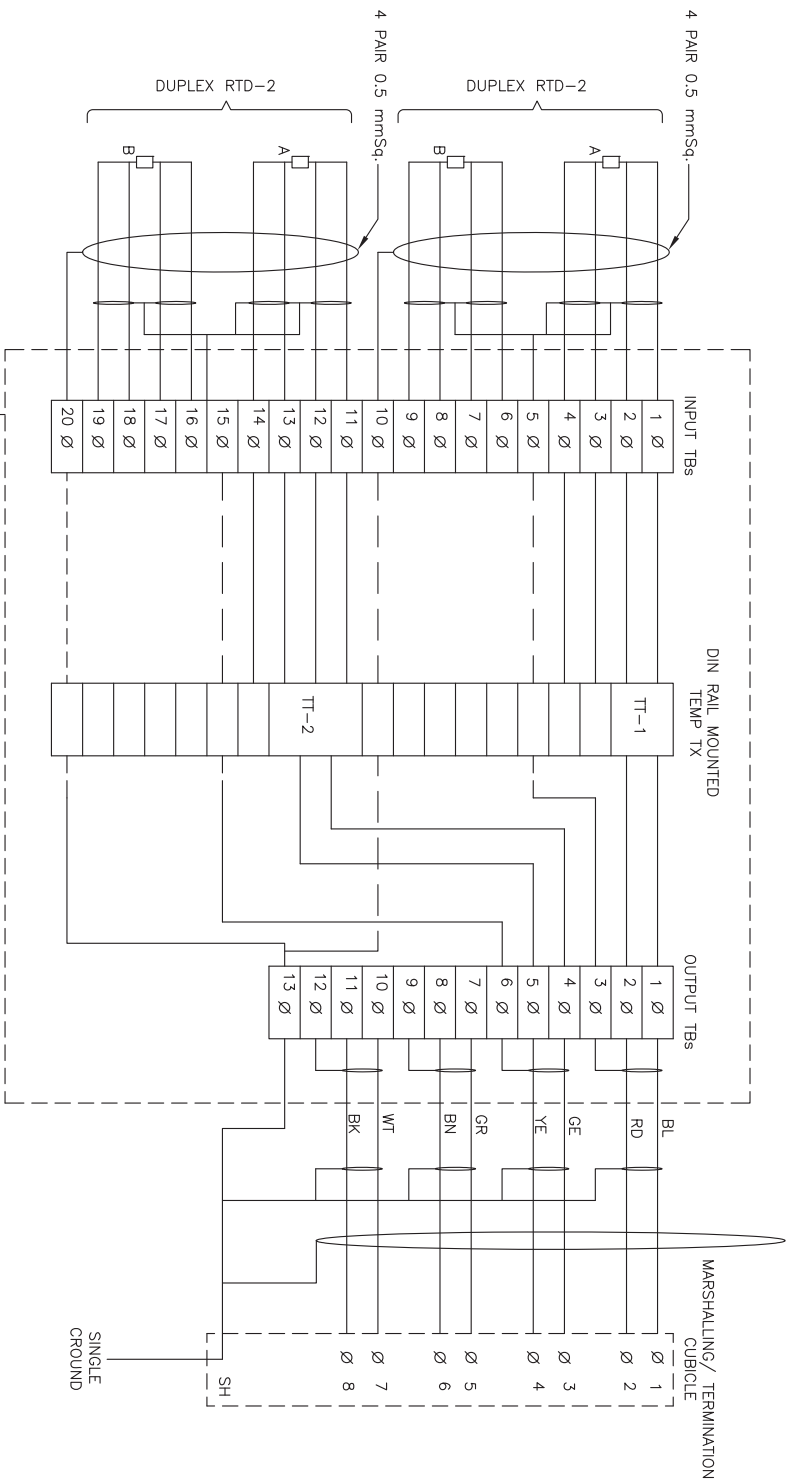 4 PAIR 0.5 mmSq.
4 PAIR 0.5 mmSq.
DUPLEX RTD-2
DUPLEX RTD-2
B
A
B
A
INPUT TBs
20 Ø
19 Ø
18 Ø
17 Ø
16 Ø
15 Ø
14 Ø
13 Ø
12 Ø
11 Ø
10 Ø
9 Ø
8 Ø
7 Ø
6 Ø
5 Ø
4 Ø
3 Ø
2 Ø
1 Ø
DIN RAIL MOUNTED
TEMP TX
TT-2
TT-1
OUTPUT TBs
13 Ø
12 Ø
11 Ø
10 Ø
9 Ø
8 Ø
7 Ø
6 Ø
5 Ø
4 Ø
3 Ø
2 Ø
1 Ø
BK
WT
BN
GR
YE
GE
RD
BL
MARSHALLING/ TERMINATION
CUBICLE
SH
Ø 8
Ø 7
Ø 6
Ø 5
Ø 4
Ø 3
Ø 2
Ø 1
SINGLE
CROUND